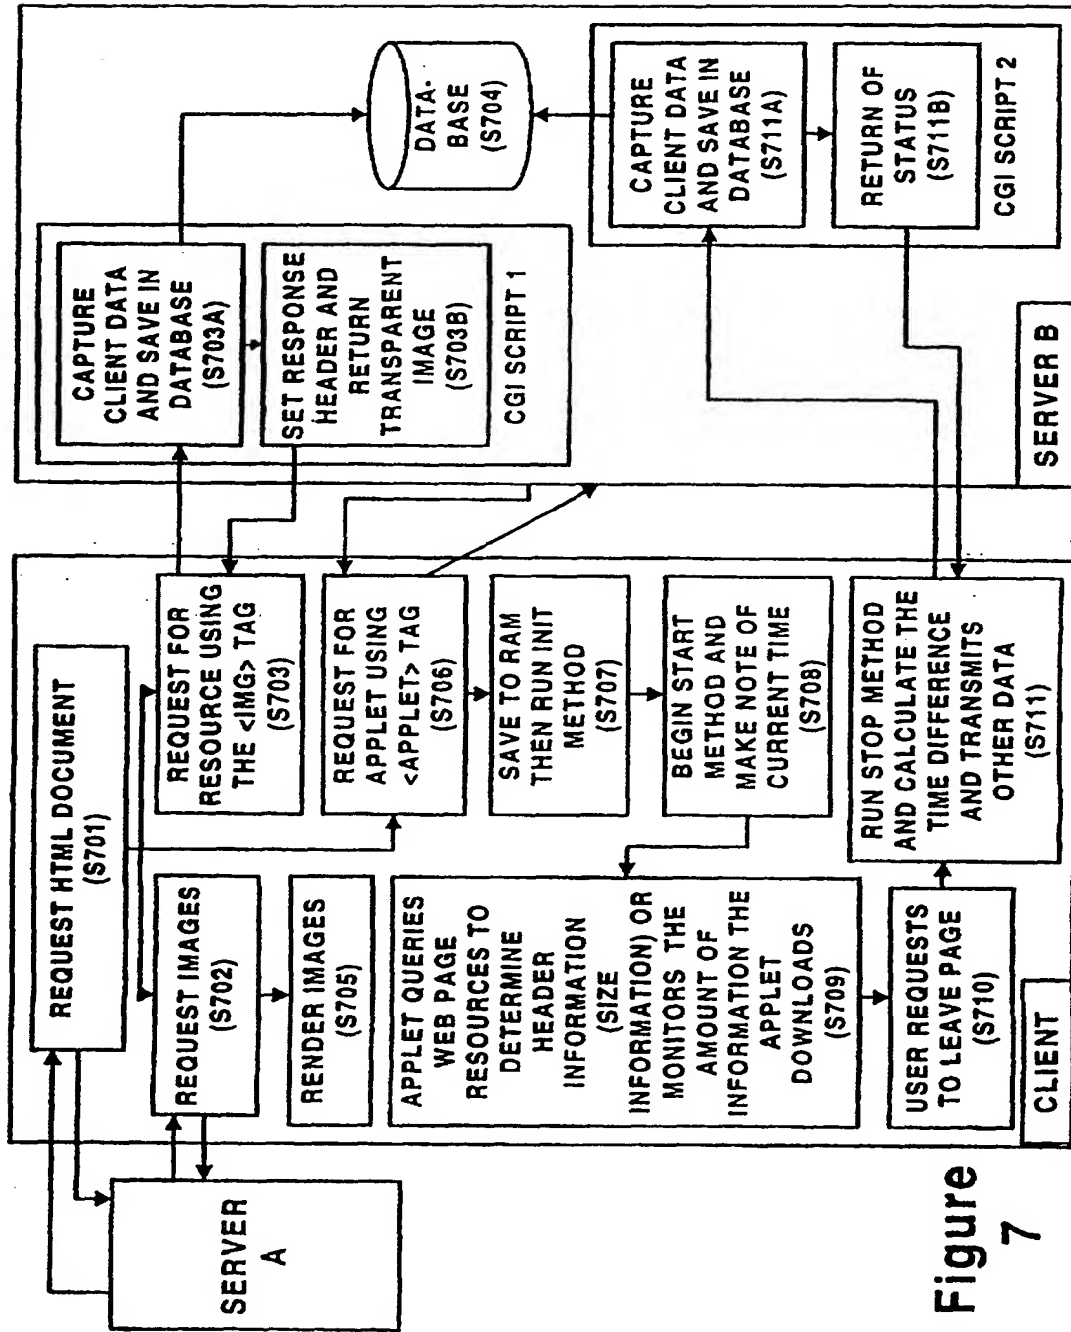 SERVER
A
REQUEST HTML DOCUMENT
(S701)
REQUEST IMAGES
(S702)
RENDER IMAGES
(S705)
REQUEST FOR
RESOURCE USING
THE <IMG> TAG
(S703)
REQUEST FOR
APPLET USING
<APPLET> TAG
(S706)
SAVE TO RAM
THEN RUN INIT
METHOD
(S707)
BEGIN START
METHOD AND
MAKE NOTE OF
CURRENT TIME
(S708)
APPLET QUERIES
WEB PAGE
RESOURCES TO
DETERMINE
HEADER
INFORMATION
(SIZE
INFORMATION) OR
MONITORS THE
AMOUNT OF
INFORMATION THE
APPLET
DOWNLOADS
(S709)
USER REQUESTS
TO LEAVE PAGE
(S710)
RUN STOP METHOD
AND CALCULATE THE
TIME DIFFERENCE
AND TRANSMITS
OTHER DATA
(S711)
CLIENT
CAPTURE
CLIENT DATA
AND SAVE IN
DATABASE
(S703A)
SET RESPONSE
HEADER AND
RETURN
TRANSPARENT
IMAGE
(S703B)
CGI SCRIPT 1
DATA-
BASE
(S704)
CAPTURE
CLIENT DATA
AND SAVE IN
DATABASE
(S711A)
RETURN OF
STATUS
(S711B)
CGI SCRIPT 2
SERVER B
Figure
7